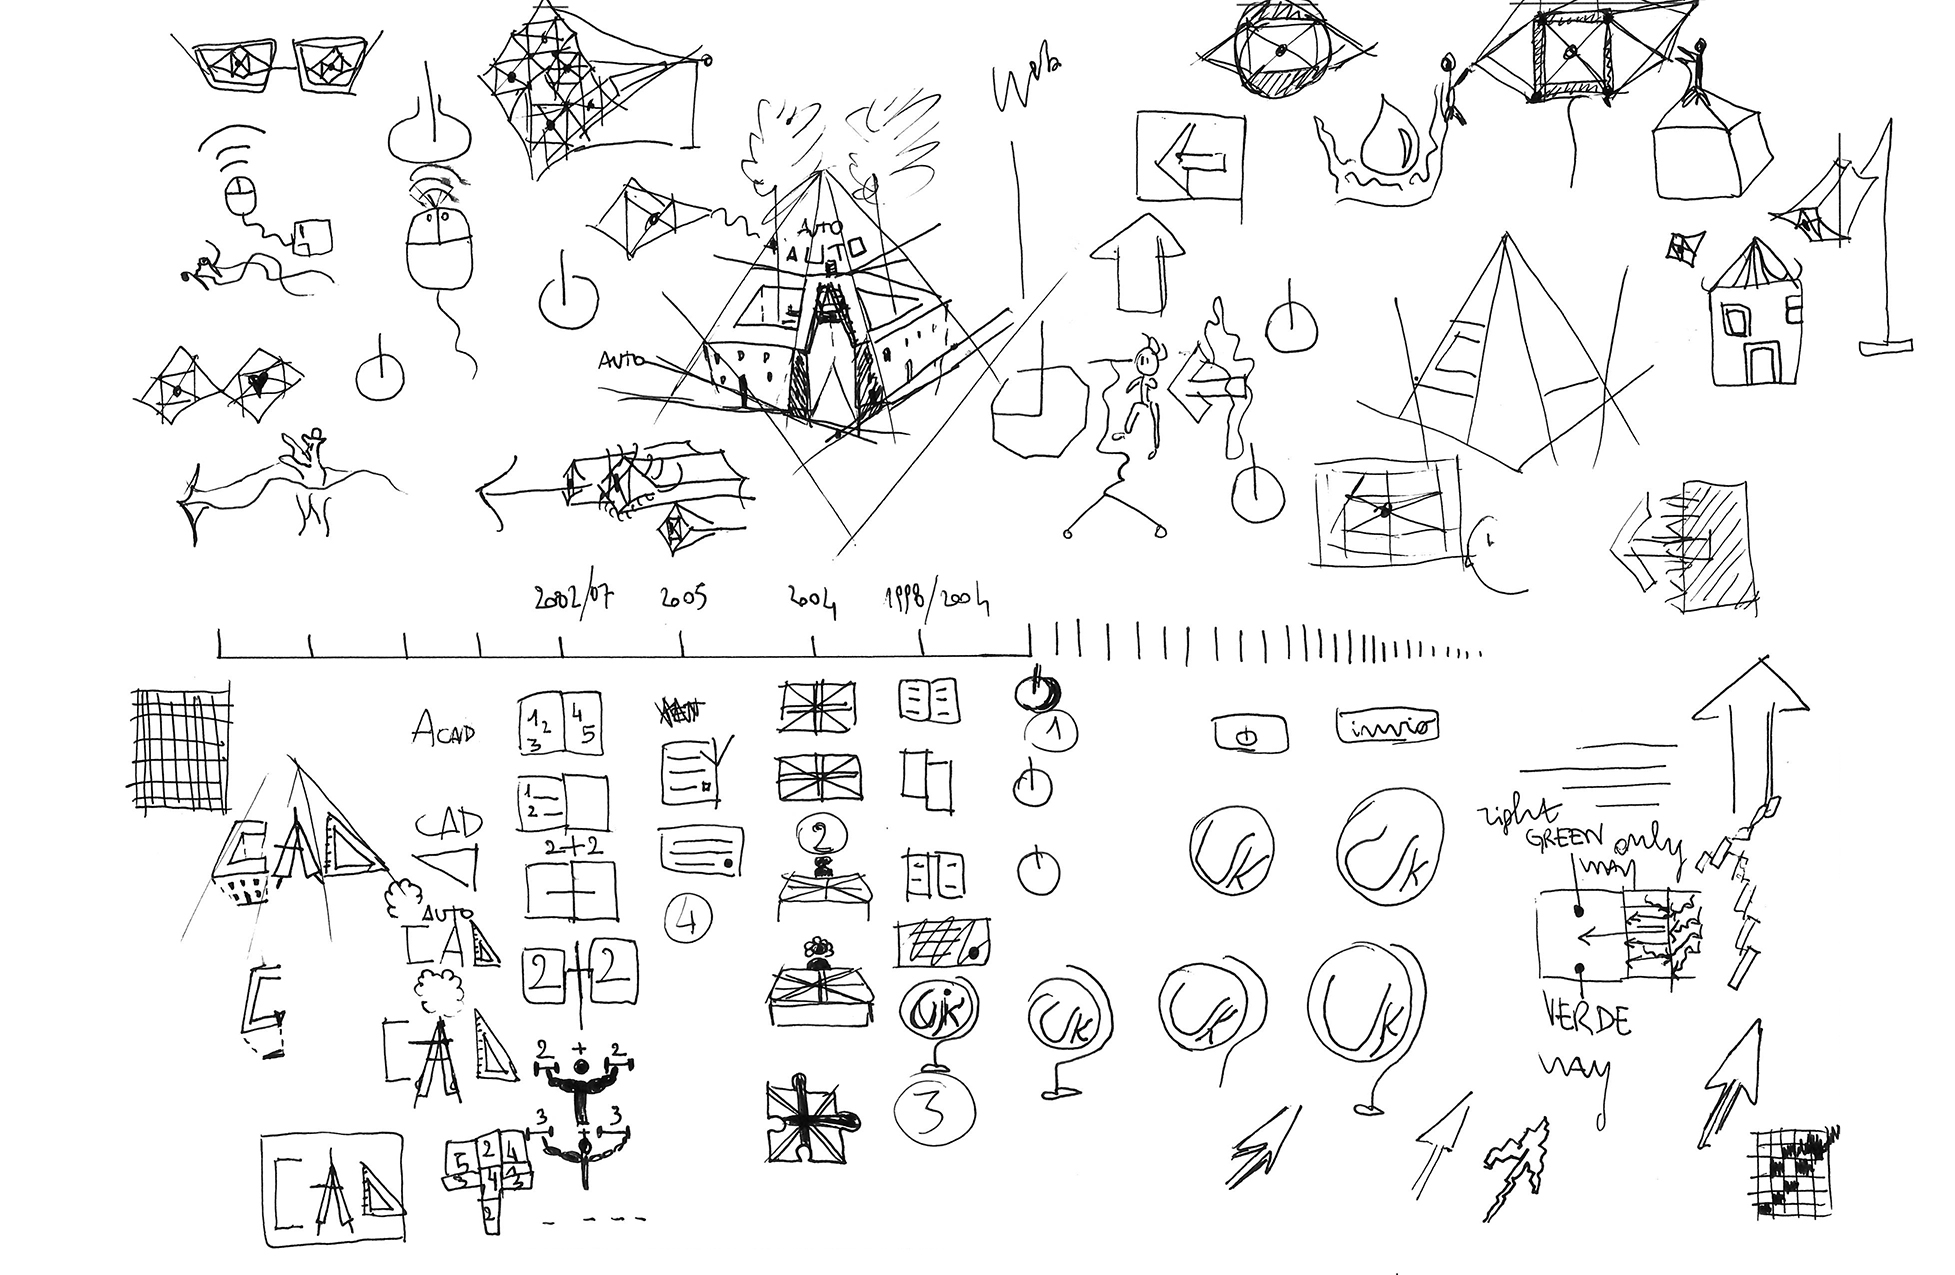 Web
AUTO
AUTO
AUTO
2002/07 2005 2004 1998/2004
ACAD
1 2 3 4 5
1
invio
1 2
CAD
2+2
2
right
GREEN only
way
UK
UK
4
AUTO
CAD
2 2
UK
UK
UK
UK
VERDE
way
CAD
2 + 2
3
3 + 3
CAD
5 2 4
3 4 3
2